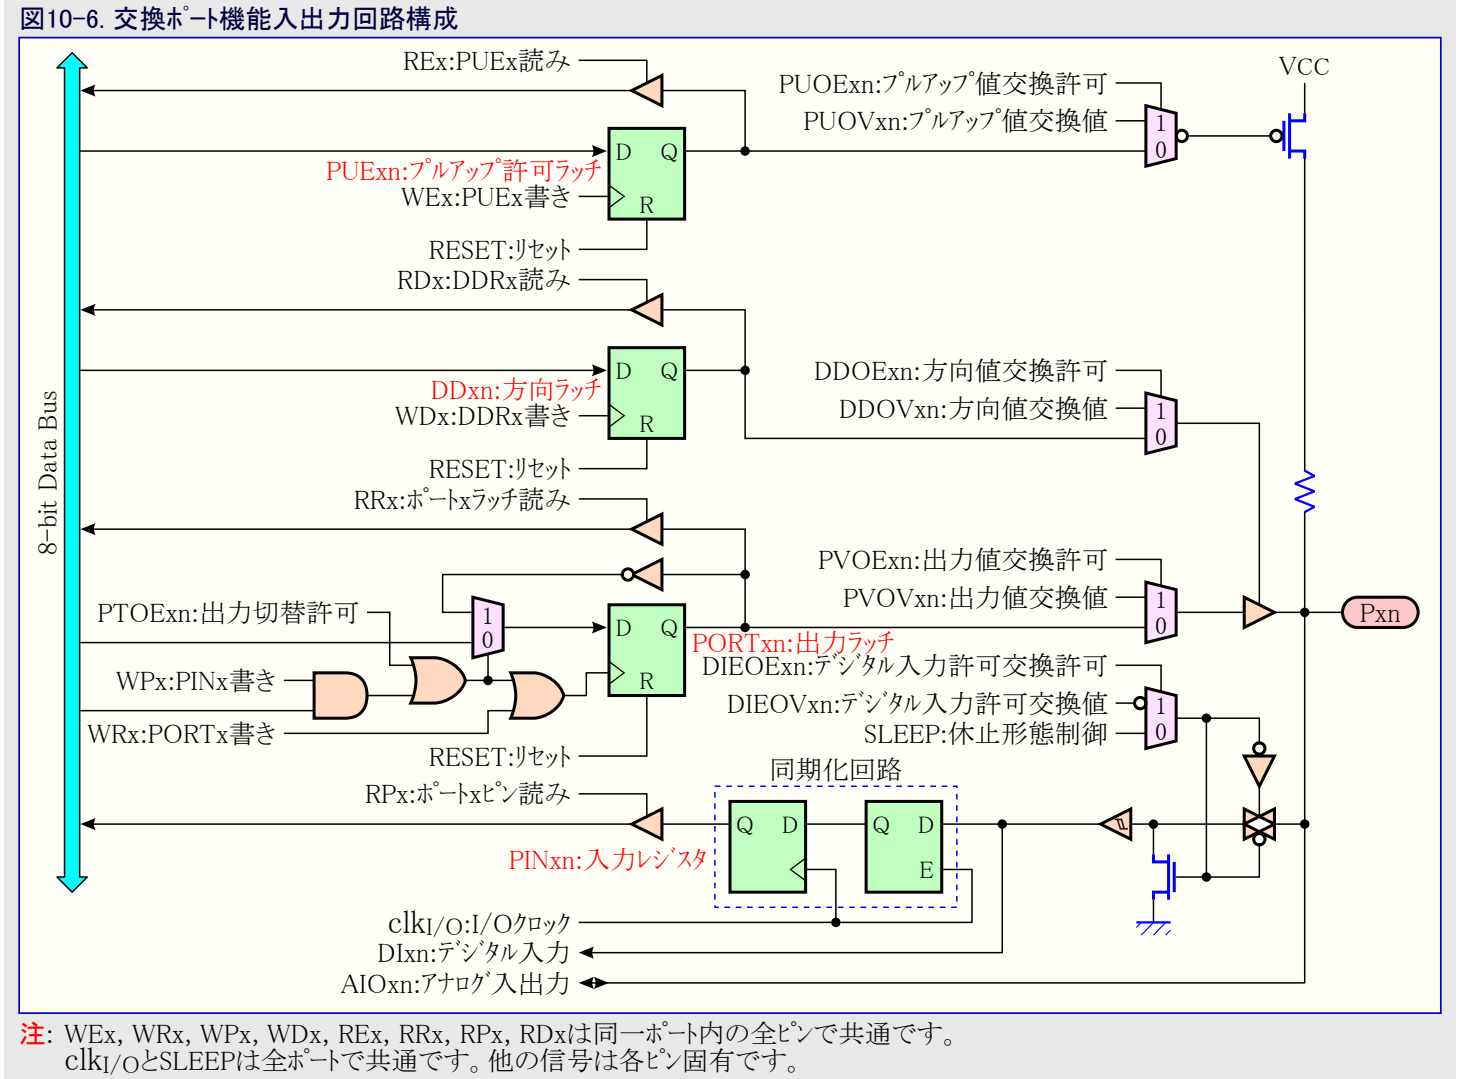 図10-6. 交換ﾎﾟｰﾄ機能入出力回路構成
REx:PUEx読み
PUOExn:ﾌﾟﾙｱｯﾌﾟ値交換許可
VCC
PUOVxn:ﾌﾟﾙｱｯﾌﾟ値交換値
1
0
D Q
R
PUExn:ﾌﾟﾙｱｯﾌﾟ許可ﾗｯﾁ
WEx:PUEx書き
RESET:ﾘｾｯﾄ
RDx:DDRx読み
DDOExn:方向値交換許可
DDOVxn:方向値交換値
1
0
D Q
R
DDxn:方向ﾗｯﾁ
WDx:DDRx書き
RESET:ﾘｾｯﾄ
8-bit Data Bus
RRx:ﾎﾟｰﾄxﾗｯﾁ読み
PVOExn:出力値交換許可
PVOVxn:出力値交換値
1
0
Pxn
PTOExn:出力切替許可
1
0
D Q
R
PORTxn:出力ﾗｯﾁ
WPx:PINx書き
WRx:PORTx書き
RESET:ﾘｾｯﾄ
DIEOExn:ﾃﾞｼﾞﾀﾙ入力許可交換許可
DIEOVxn:ﾃﾞｼﾞﾀﾙ入力許可交換値
SLEEP:休止形態制御
1
0
同期化回路
RPx:ﾎﾟｰﾄxﾋﾟﾝ読み
Q D
Q D
E
PINxn:入力ﾚｼﾞｽﾀ
clkI/O:I/Oｸﾛｯｸ
DIxn:ﾃﾞｼﾞﾀﾙ入力
AIOxn:ｱﾅﾛｸﾞ入出力
注: WEx, WRx, WPx, WDx, REx, RRx, RPx, RDxは同一ﾎﾟｰﾄ内の全ﾋﾟﾝで共通です。
clkI/OとSLEEPは全ﾎﾟｰﾄで共通です。他の信号は各ﾋﾟﾝ固有です。